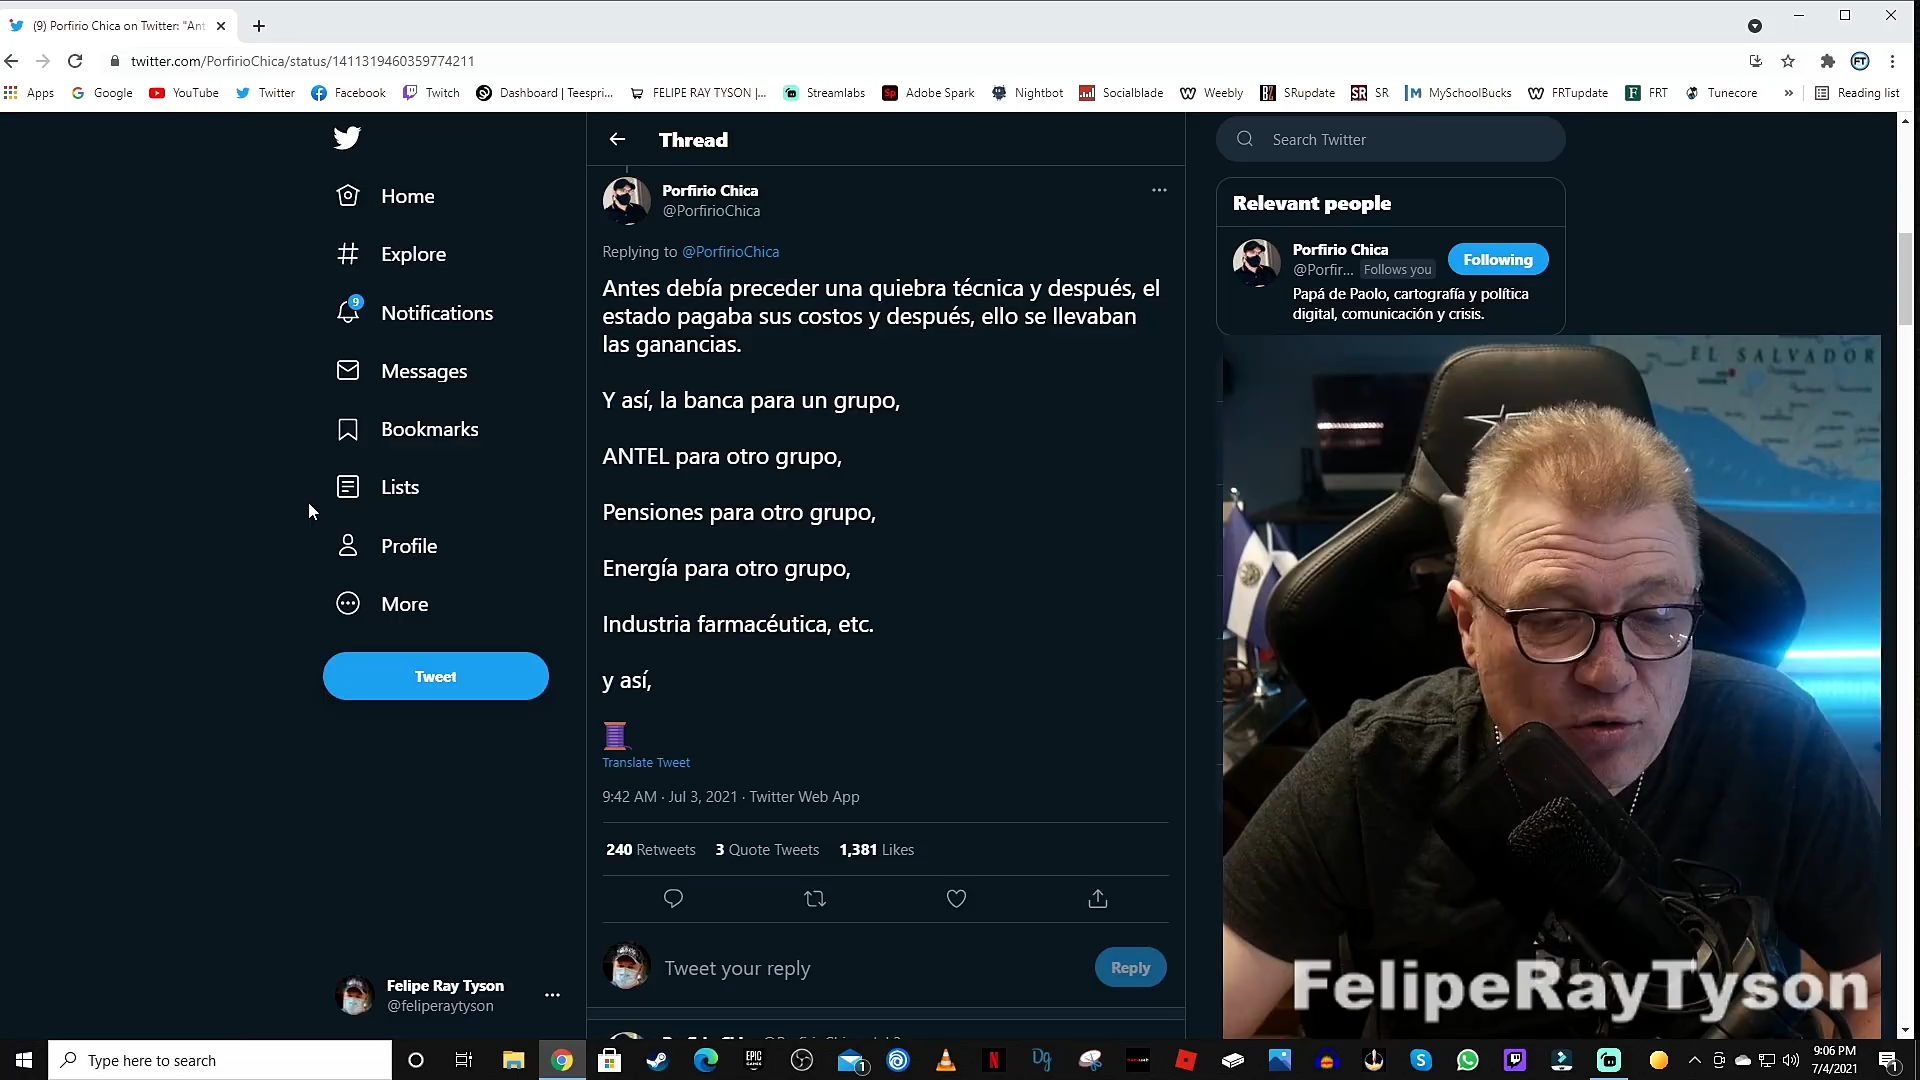 (9) Porfirio Chica on Twitter: "Ant
twitter.com/PorfirioChica/status/1411319460359774211
Apps Google YouTube Twitter Facebook Twitch Dashboard | Teespri... FELIPE RAY TYSON |... Streamlabs Adobe Spark Nightbot Socialblade Weebly SRupdate SR MySchoolBucks FRTupdate FRT Tunecore » Reading list
Thread
Search Twitter
Home
Explore
9
Notifications
Messages
Bookmarks
Lists
Profile
More
Tweet
Felipe Ray Tyson
@feliperaytyson
Porfirio Chica
@PorfirioChica
Replying to @PorfirioChica
Antes debía preceder una quiebra técnica y después, el
estado pagaba sus costos y después, ello se llevaban
las ganancias.
Y así, la banca para un grupo,
ANTEL para otro grupo,
Pensiones para otro grupo,
Energía para otro grupo,
Industria farmacéutica, etc.
y así,
Translate Tweet
9:42 AM · Jul 3, 2021 · Twitter Web App
240 Retweets 3 Quote Tweets 1,381 Likes
Tweet your reply
Reply
Relevant people
Porfirio Chica
@Porfir... Follows you
Following
Papá de Paolo, cartografía y política
digital, comunicación y crisis.
EL SALVADOR
FelipeRayTyson
Type here to search
9:06 PM
7/4/2021